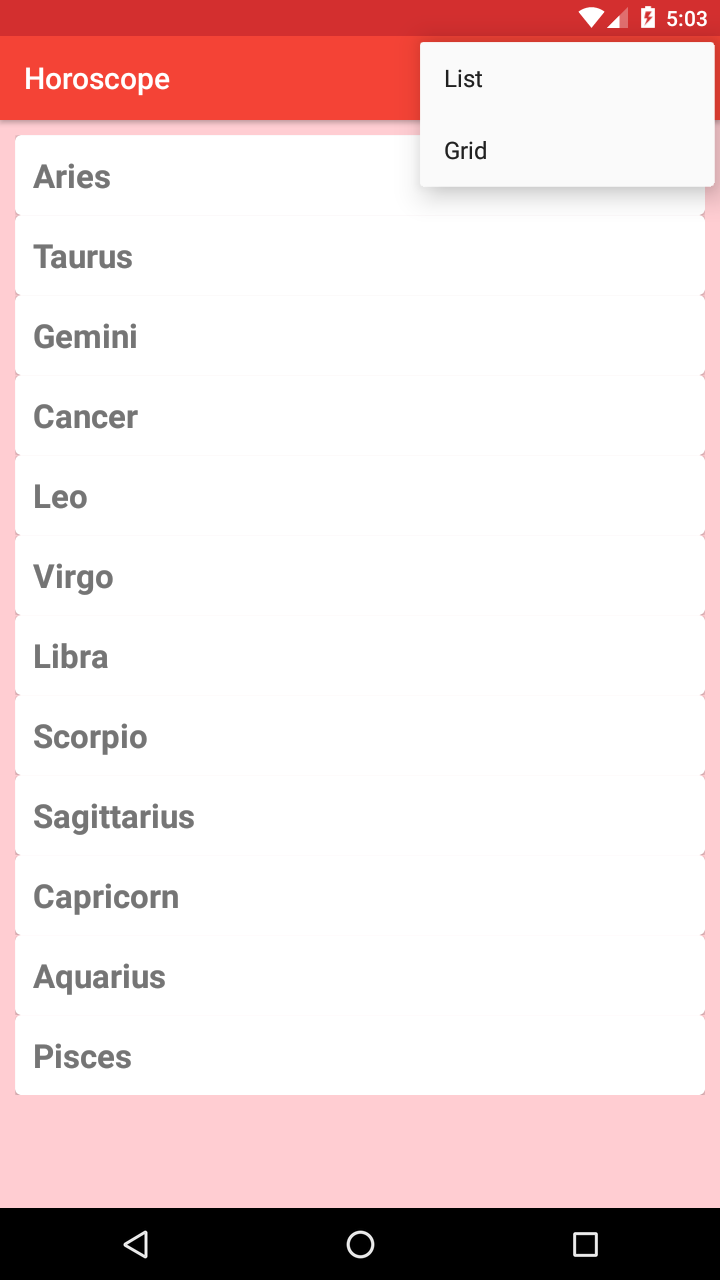 5:03
Horoscope
List
Grid
Aries
Taurus
Gemini
Cancer
Leo
Virgo
Libra
Scorpio
Sagittarius
Capricorn
Aquarius
Pisces